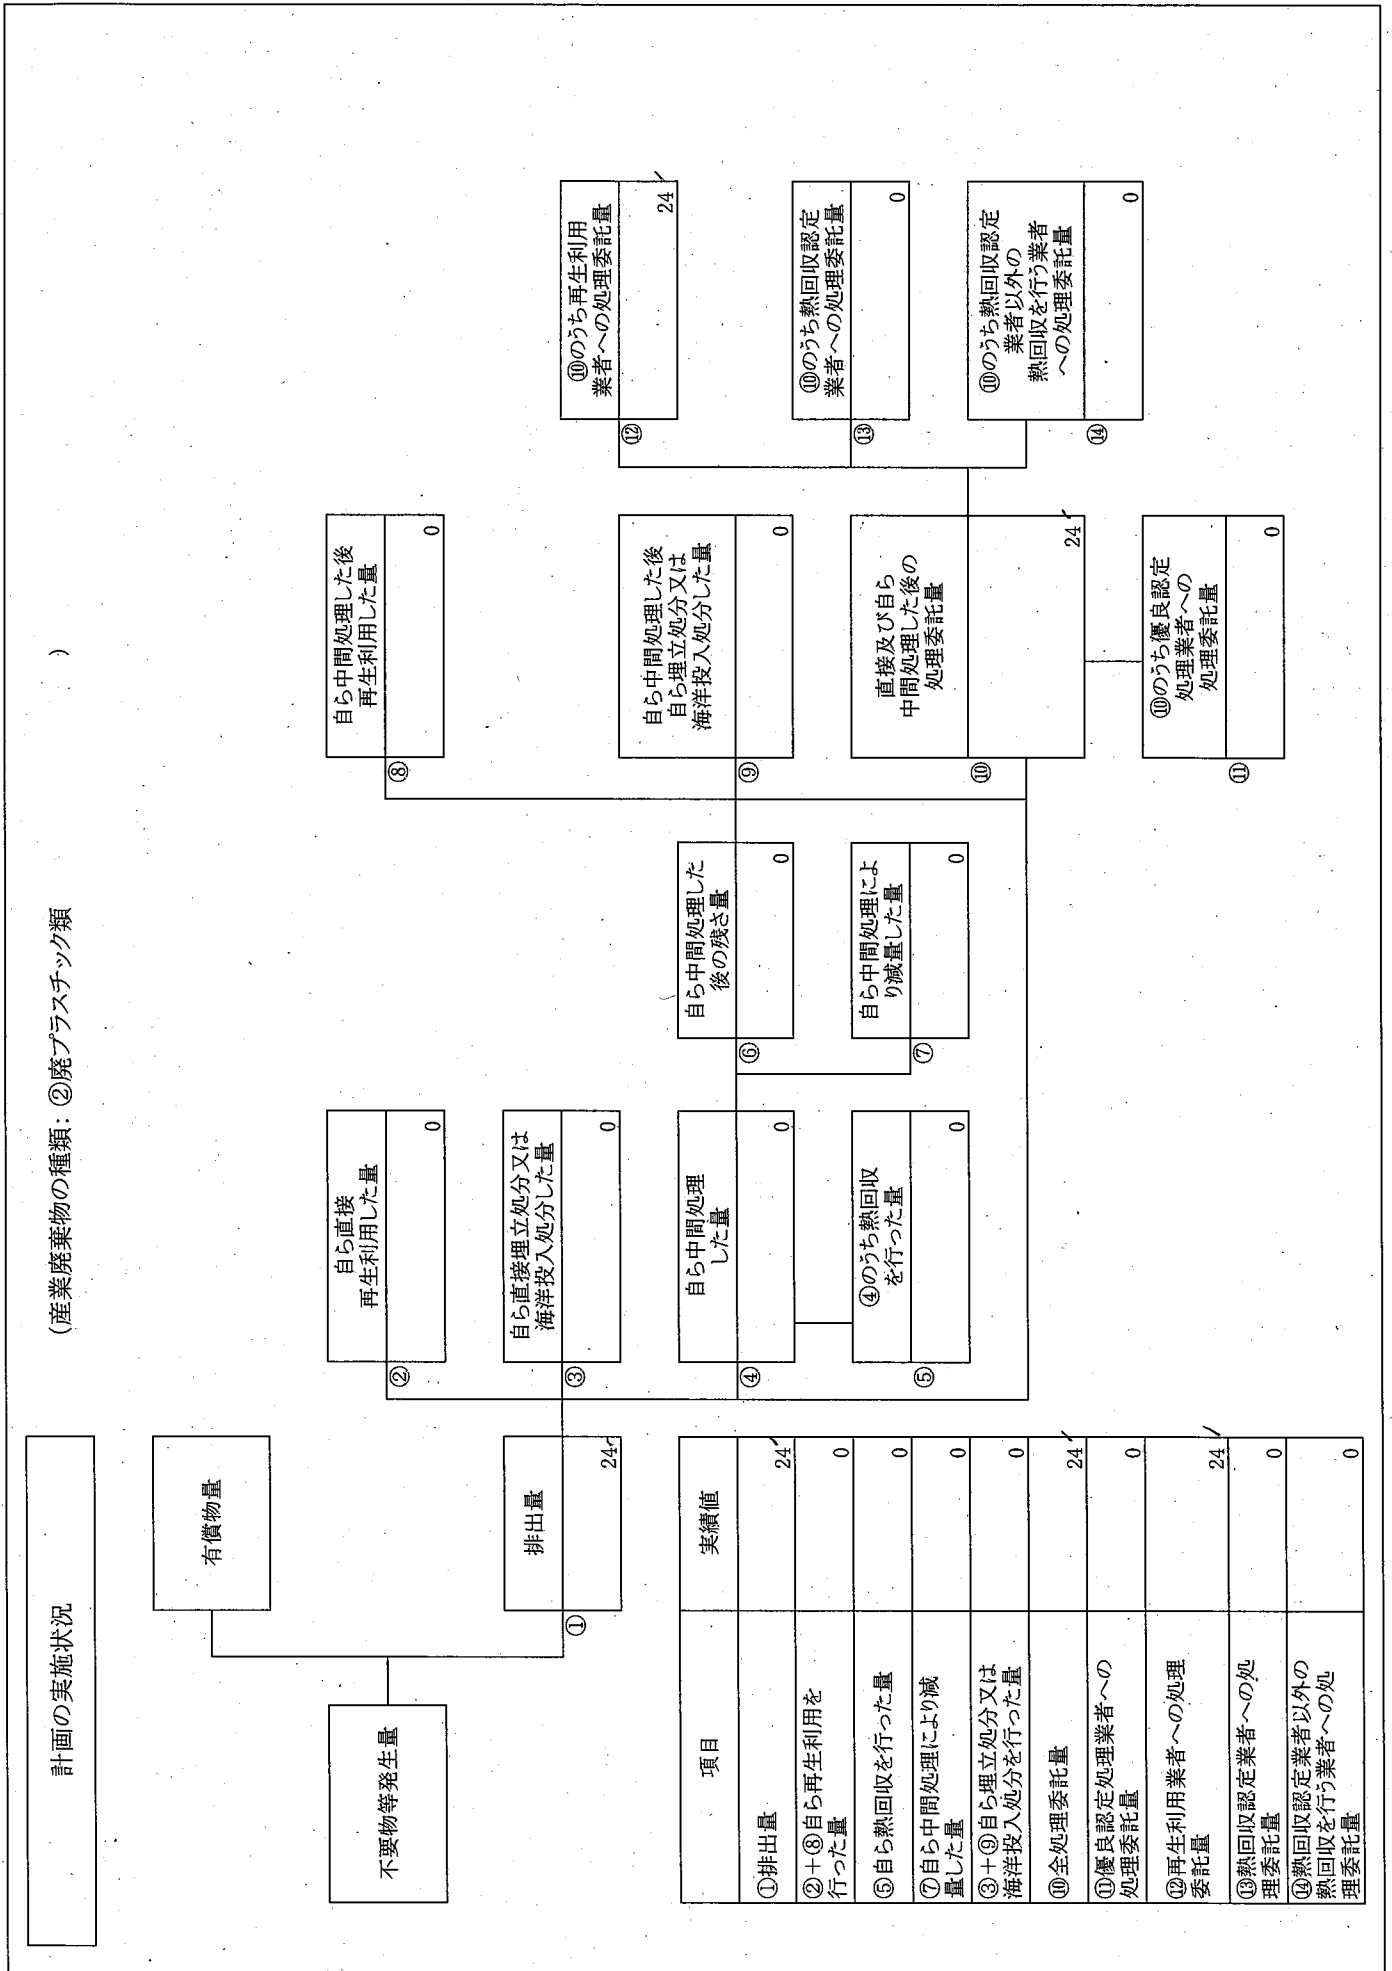 計画の実施状況
(産業廃棄物の種類：②廃プラスチック類　)
不要物等発生量
有償物量
①
排出量
24
②
自ら直接
再生利用した量
0
③
自ら直接埋立処分又は
海洋投入処分した量
0
④
自ら中間処理
した量
0
⑤
④のうち熱回収
を行った量
0
⑥
自ら中間処理した
後の残さ量
0
⑦
自ら中間処理によ
り減量した量
0
⑧
自ら中間処理した後
再生利用した量
0
⑨
自ら中間処理した後
自ら埋立処分又は
海洋投入処分した量
0
⑩
直接及び自ら
中間処理した後の
処理委託量
24
⑪
⑩のうち優良認定
処理業者への
処理委託量
0
⑫
⑩のうち再生利用
業者への処理委託量
24
⑬
⑩のうち熱回収認定
業者への処理委託量
0
⑭
⑩のうち熱回収認定
業者以外の
熱回収を行う業者
への処理委託量
0
項目 実績値
①排出量 24
②+⑧自ら再生利用を
行った量 0
⑤自ら熱回収を行った量 0
⑦自ら中間処理により減
量した量 0
③+⑨自ら埋立処分又は
海洋投入処分を行った量 0
⑩全処理委託量 24
⑪優良認定処理業者への
処理委託量 0
⑫再生利用業者への処理
委託量 24
⑬熱回収認定業者への処
理委託量 0
⑭熱回収認定業者以外の
熱回収を行う業者への処
理委託量 0